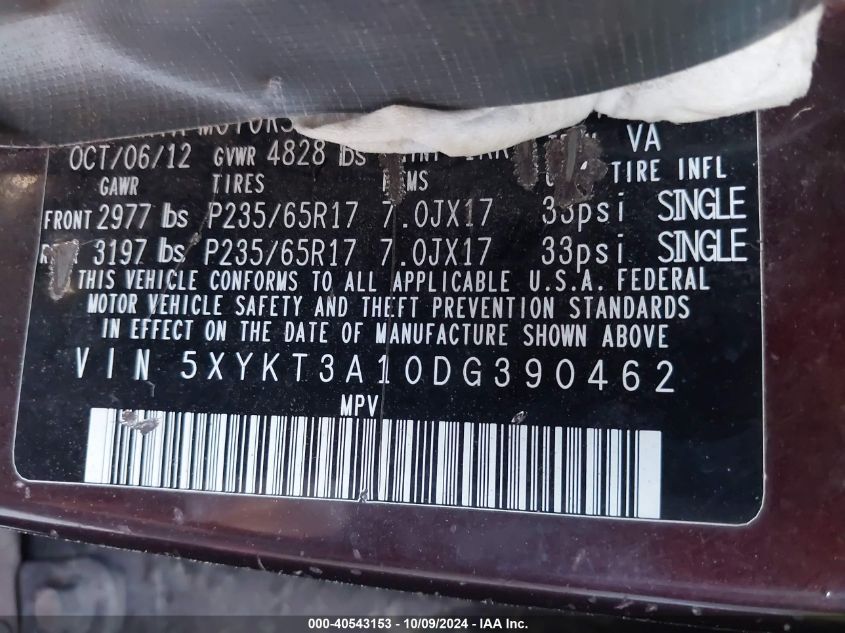 MOTORS
OCT/06/12 GVWR 4828 lbs VA
GAWR TIRES TIRE INFL
FRONT 2977 lbs P235/65R17 7.0JX17 33psi SINGLE
3197 lbs P235/65R17 7.0JX17 33psi SINGLE
THIS VEHICLE CONFORMS TO ALL APPLICABLE U.S.A. FEDERAL
MOTOR VEHICLE SAFETY AND THEFT PREVENTION STANDARDS
IN EFFECT ON THE DATE OF MANUFACTURE SHOWN ABOVE
VIN 5XYKT3A10DG390462
MPV
000-40543153 - 10/09/2024 - © IAA, Inc.